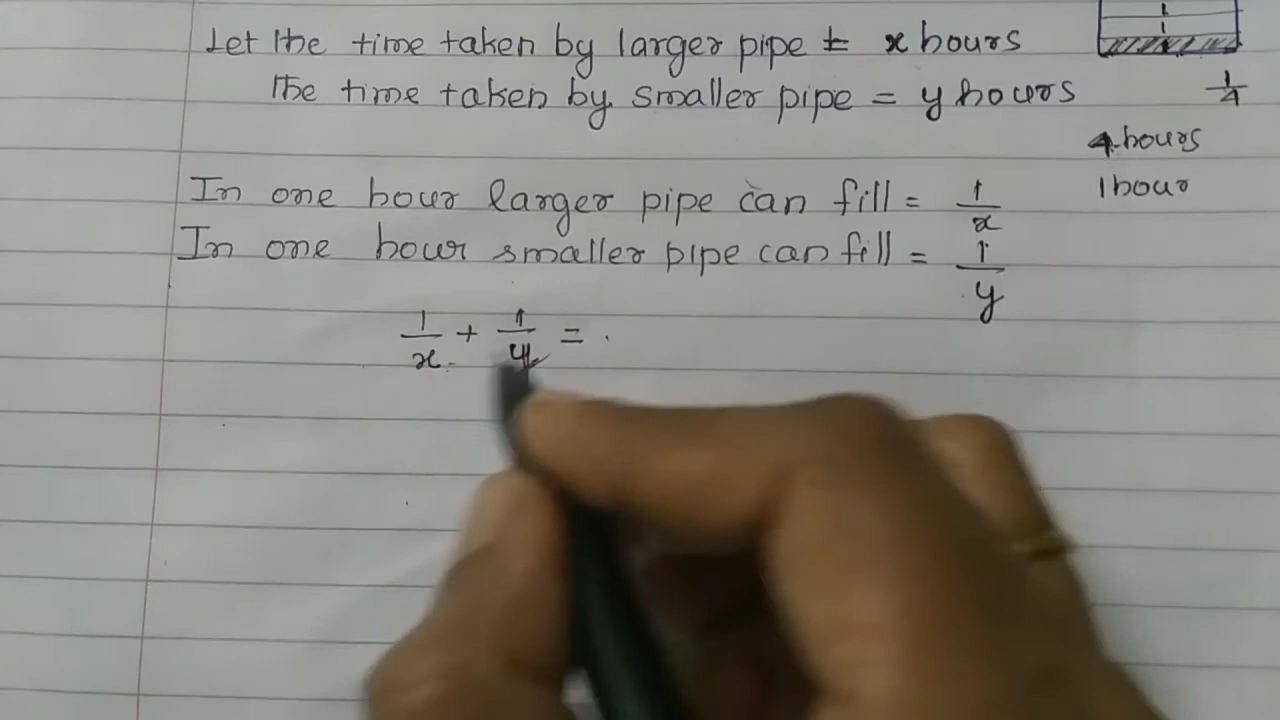 Let the time taken by larger pipe = x hours
The time taken by smaller pipe = y hours
1/4
4 hours
1 hour
In one hour larger pipe can fill = 1/x
In one hour smaller pipe can fill = 1/y
1/x + 1/y =